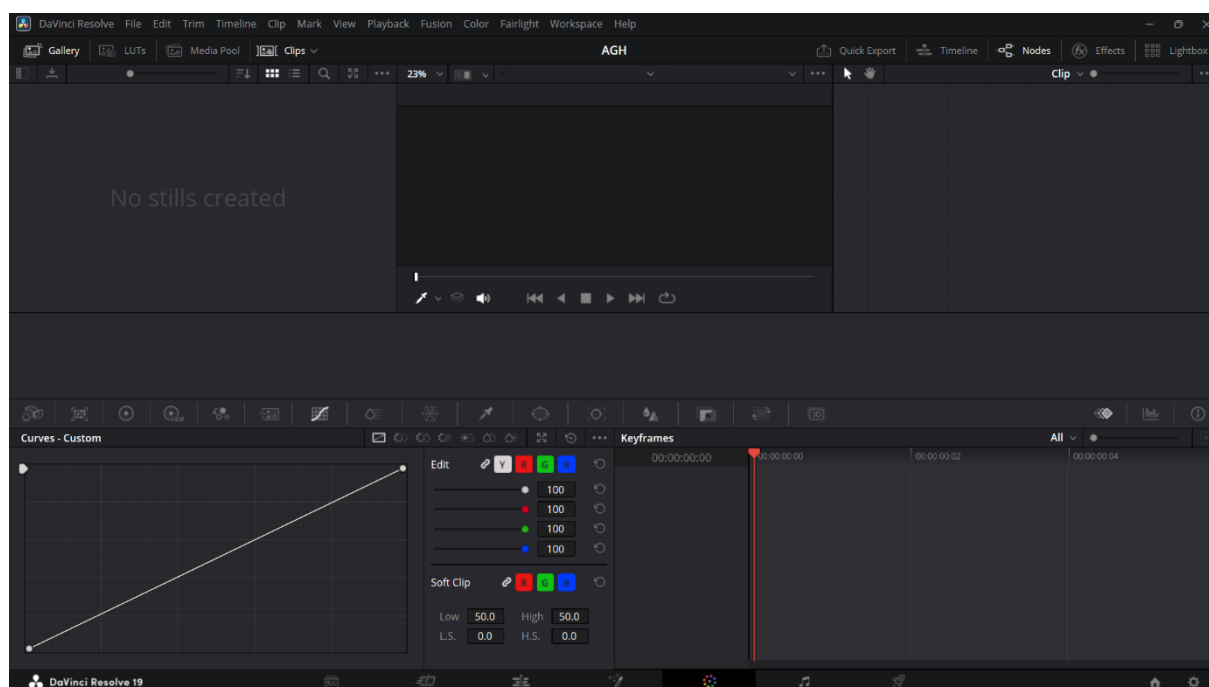 DaVinci Resolve File Edit Trim Timeline Clip Mark View Playback Fusion Color Fairlight Workspace Help
Gallery LUTs Media Pool Clips AGH Quick Export Timeline Nodes Effects Lightbox
23% Clip
No stills created
HDR 3D
Curves - Custom Keyframes All
Edit Y R G B 00:00:00:00 00:00:00:00 00:00:00:02 00:00:00:04
100
100
100
100
Soft Clip R G B
Low 50.0 High 50.0
L.S. 0.0 H.S. 0.0
DaVinci Resolve 19